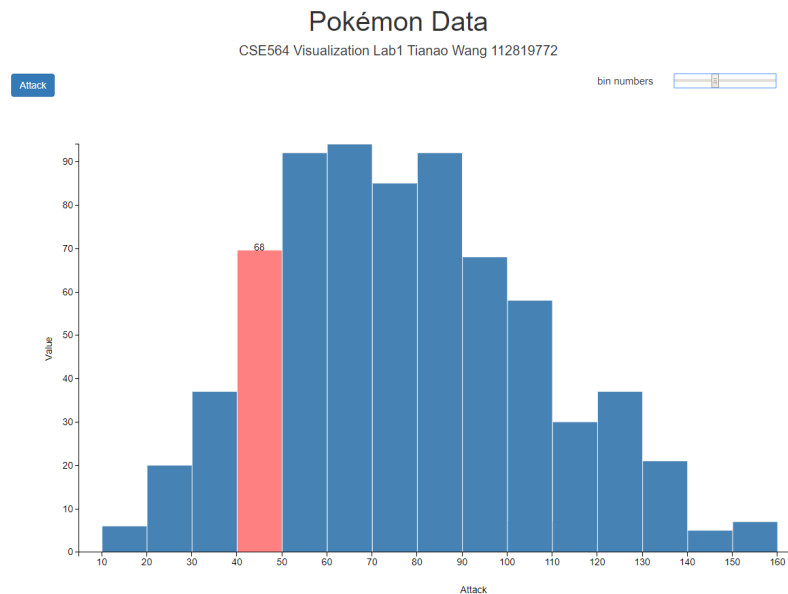 Pokémon Data
CSE564 Visualization Lab1 Tianao Wang 112819772
Attack
bin numbers
90
80
70
68
60
50
40
30
20
10
0
Value
10 20 30 40 50 60 70 80 90 100 110 120 130 140 150 160
Attack